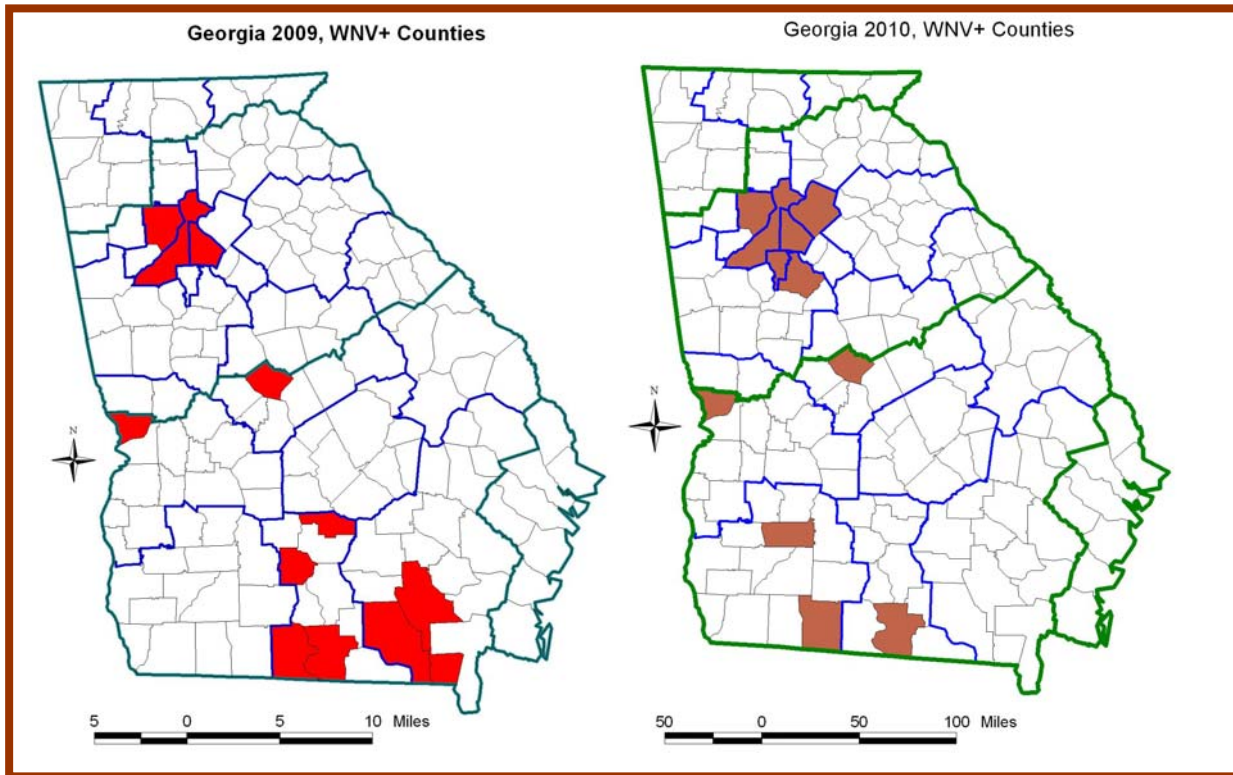 Georgia 2009, WNV+ Counties
Georgia 2010, WNV+ Counties
N
N
5 0 5 10 Miles
50 0 50 100 Miles